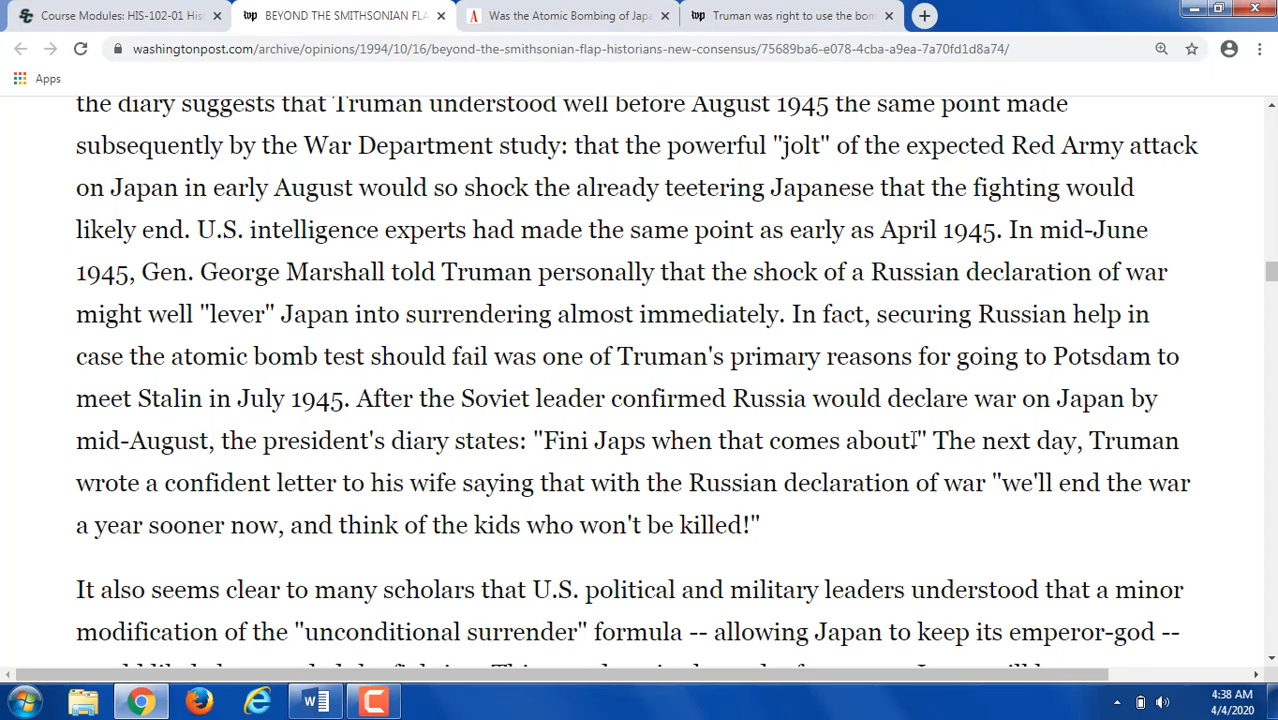 Course Modules: HIS-102-01 His
BEYOND THE SMITHSONIAN FLA
Was the Atomic Bombing of Jap
Truman was right to use the bom
washingtonpost.com/archive/opinions/1994/10/16/beyond-the-smithsonian-flap-historians-new-consensus/75689ba6-e078-4cba-a9ea-7a70fd1d8a74/
Apps
the diary suggests that Truman understood well before August 1945 the same point made
subsequently by the War Department study: that the powerful "jolt" of the expected Red Army attack
on Japan in early August would so shock the already teetering Japanese that the fighting would
likely end. U.S. intelligence experts had made the same point as early as April 1945. In mid-June
1945, Gen. George Marshall told Truman personally that the shock of a Russian declaration of war
might well "lever" Japan into surrendering almost immediately. In fact, securing Russian help in
case the atomic bomb test should fail was one of Truman's primary reasons for going to Potsdam to
meet Stalin in July 1945. After the Soviet leader confirmed Russia would declare war on Japan by
mid-August, the president's diary states: "Fini Japs when that comes about!" The next day, Truman
wrote a confident letter to his wife saying that with the Russian declaration of war "we'll end the war
a year sooner now, and think of the kids who won't be killed!"
It also seems clear to many scholars that U.S. political and military leaders understood that a minor
modification of the "unconditional surrender" formula -- allowing Japan to keep its emperor-god --
4:38 AM
4/4/2020